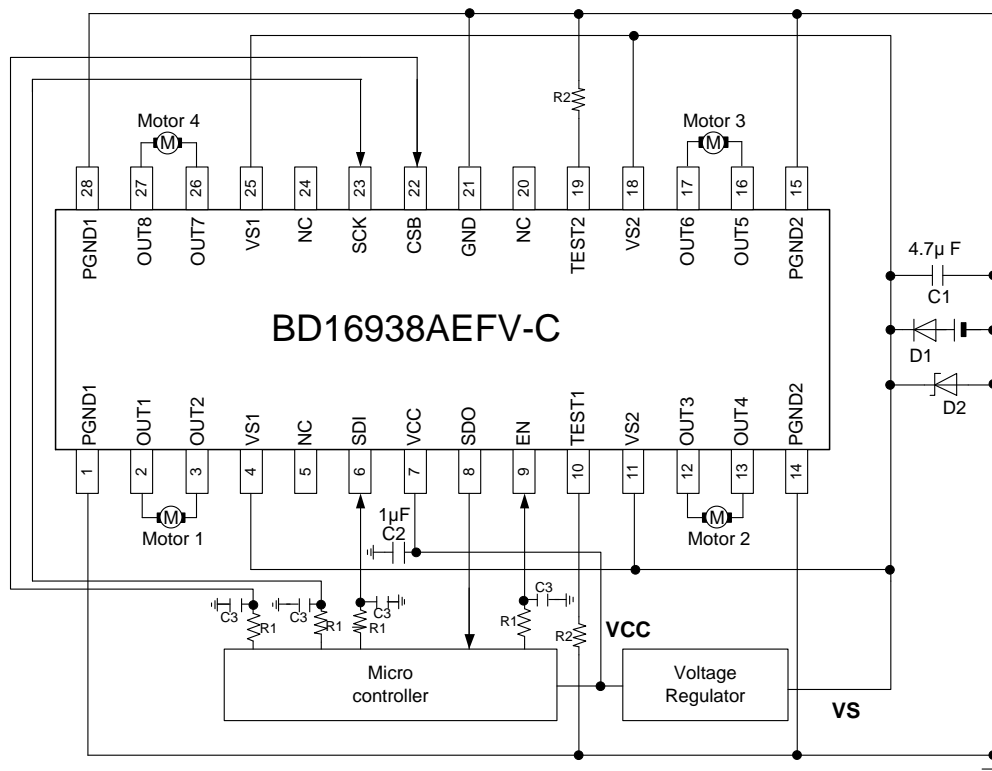 R2
Motor 4
M
Motor 3
M
28
27
26
25
24
23
22
21
20
19
18
17
16
15
PGND1
OUT8
OUT7
VS1
NC
SCK
CSB
GND
NC
TEST2
VS2
OUT6
OUT5
PGND2
4.7µ F
C1
BD16938AEFV-C
D1
D2
PGND1
OUT1
OUT2
VS1
NC
SDI
VCC
SDO
EN
TEST1
VS2
OUT3
OUT4
PGND2
1
2
3
4
5
6
7
8
9
10
11
12
13
14
M
Motor 1
1µF
C2
M
Motor 2
C3
C3
C3
C3
R1
R1
R1
R1
R2
VCC
Micro
controller
Voltage
Regulator
VS